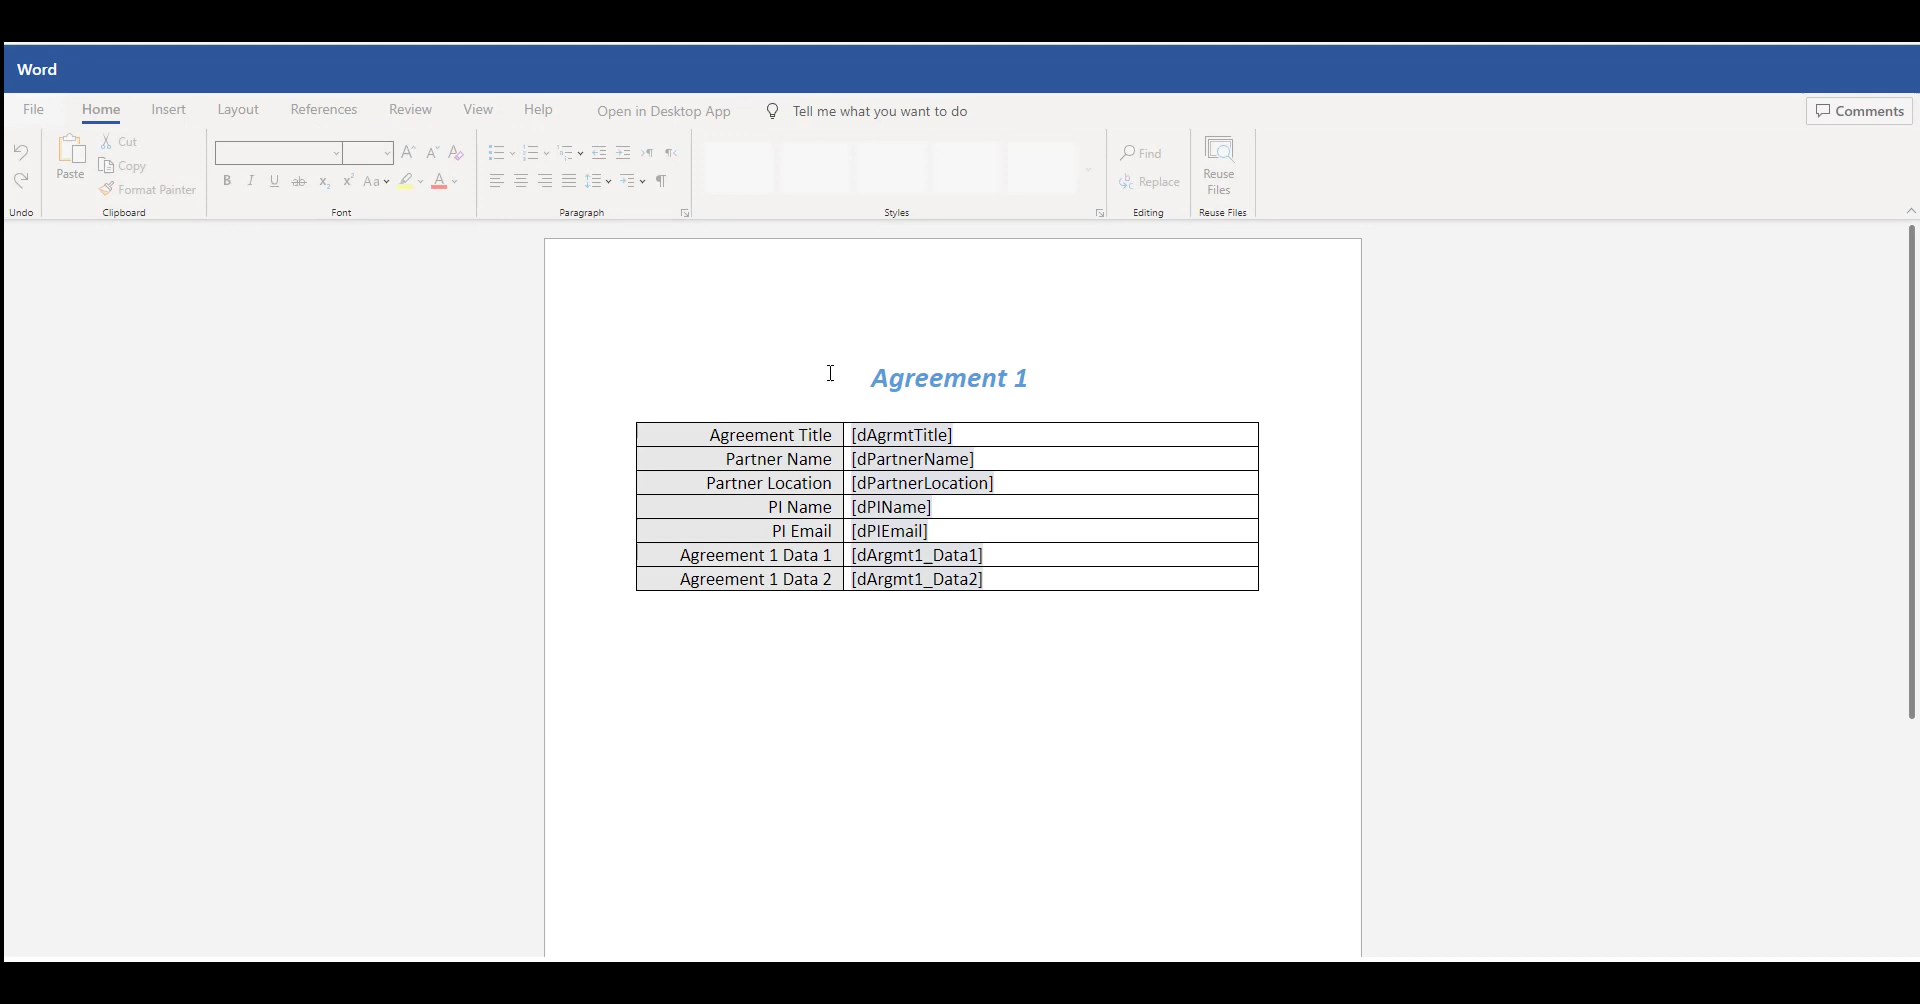 Word
File Home Insert Layout References Review View Help Open in Desktop App Tell me what you want to do Comments
Cut
Copy
Format Painter
Paste
Find
Replace
Reuse
Files
Undo Clipboard Font Paragraph Styles Editing Reuse Files
Agreement 1
Agreement Title [dAgrmtTitle]
Partner Name [dPartnerName]
Partner Location [dPartnerLocation]
PI Name [dPIName]
PI Email [dPIEmail]
Agreement 1 Data 1 [dArgmt1_Data1]
Agreement 1 Data 2 [dArgmt1_Data2]